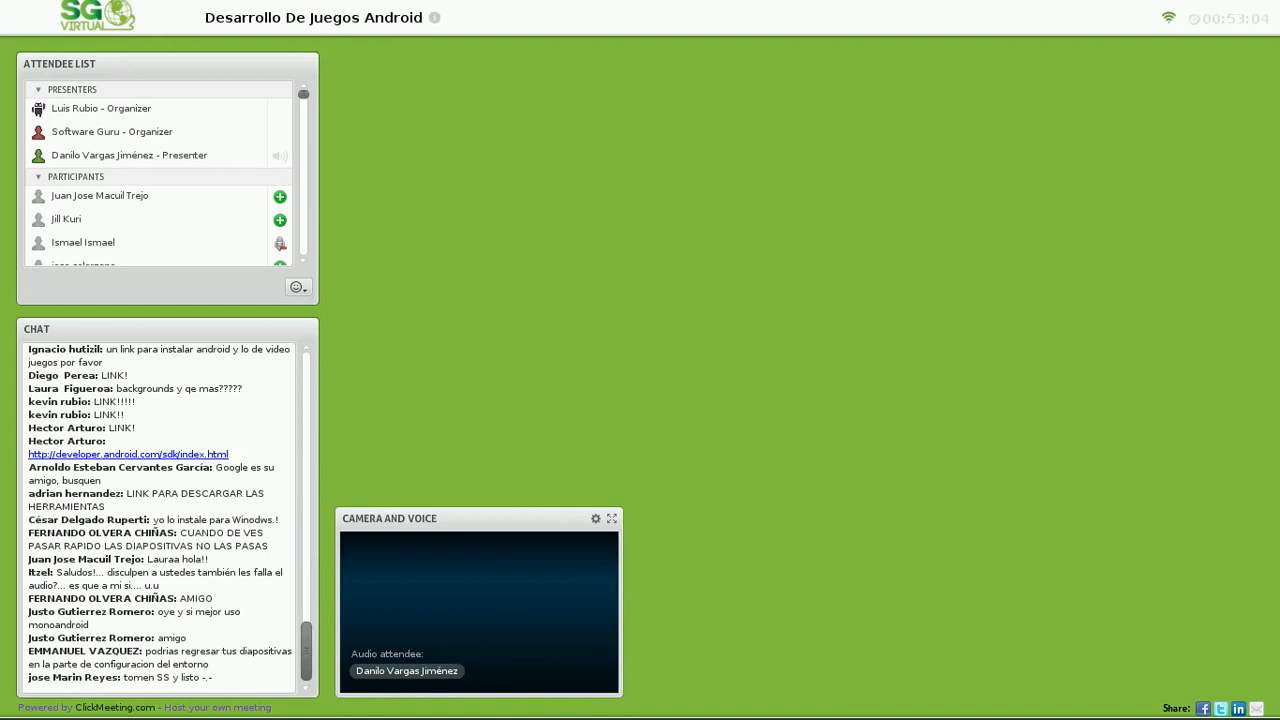 SG
VIRTUAL
Desarrollo De Juegos Android
00:53:04
ATTENDEE LIST
PRESENTERS
Luis Rubio - Organizer
Software Guru - Organizer
Danilo Vargas Jiménez - Presenter
PARTICIPANTS
Juan Jose Macuil Trejo
Jill Kuri
Ismael Ismael
CHAT
Ignacio hutizil: un link para instalar android y lo de video
juegos por favor
Diego  Perea: LINK!
Laura  Figueroa: backgrounds y qe mas?????
kevin rubio: LINK!!!!!
kevin rubio: LINK!!
Hector Arturo: LINK!
Hector Arturo:
http://developer.android.com/sdk/index.html
Arnoldo Esteban Cervantes García: Google es su
amigo, busquen
adrian hernandez: LINK PARA DESCARGAR LAS
HERRAMIENTAS
César Delgado Ruperti: yo lo instale para Winodws.!
FERNANDO OLVERA CHIÑAS: CUANDO DE VES
PASAR RAPIDO LAS DIAPOSITIVAS NO LAS PASAS
Juan Jose Macuil Trejo: Lauraa hola!!
Itzel: Saludos!... disculpen a ustedes también les falla el
audio?... es que a mi si.... u.u
FERNANDO OLVERA CHIÑAS: AMIGO
Justo Gutierrez Romero: oye y si mejor uso
monoandroid
Justo Gutierrez Romero: amigo
EMMANUEL VAZQUEZ: podrias regresar tus diapositivas
en la parte de configuracion del entorno
jose Marin Reyes: tomen SS y listo -.-
CAMERA AND VOICE
Audio attendee:
Danilo Vargas Jiménez
Powered by ClickMeeting.com - Host your own meeting
Share: